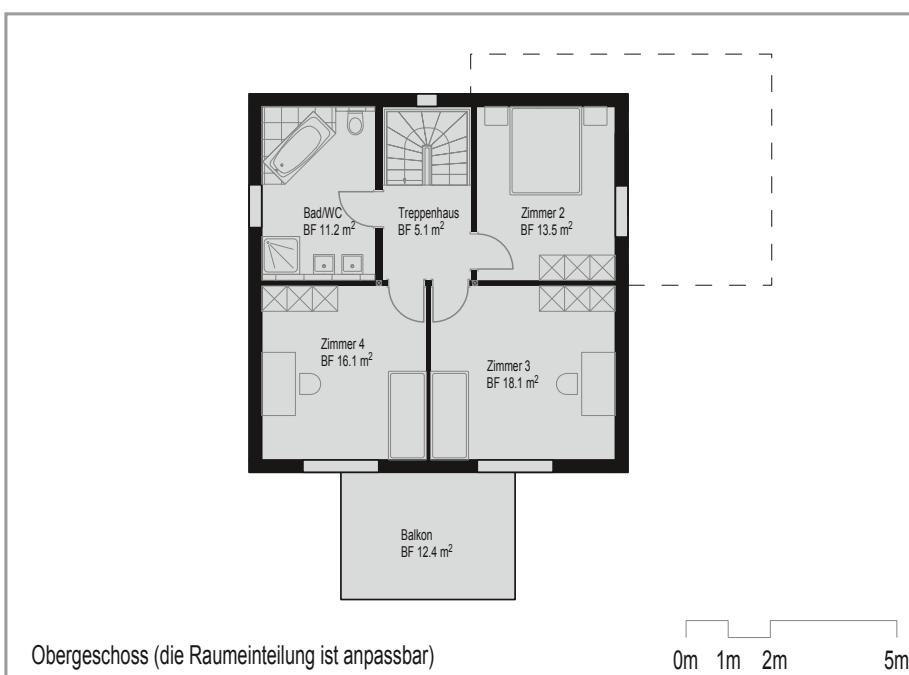 Bad/WC
BF 11.2 m²
Treppenhaus
BF 5.1 m²
Zimmer 2
BF 13.5 m²
Zimmer 4
BF 16.1 m²
Zimmer 3
BF 18.1 m²
Balkon
BF 12.4 m²
Obergeschoss (die Raumeinteilung ist anpassbar)
0m 1m 2m 5m